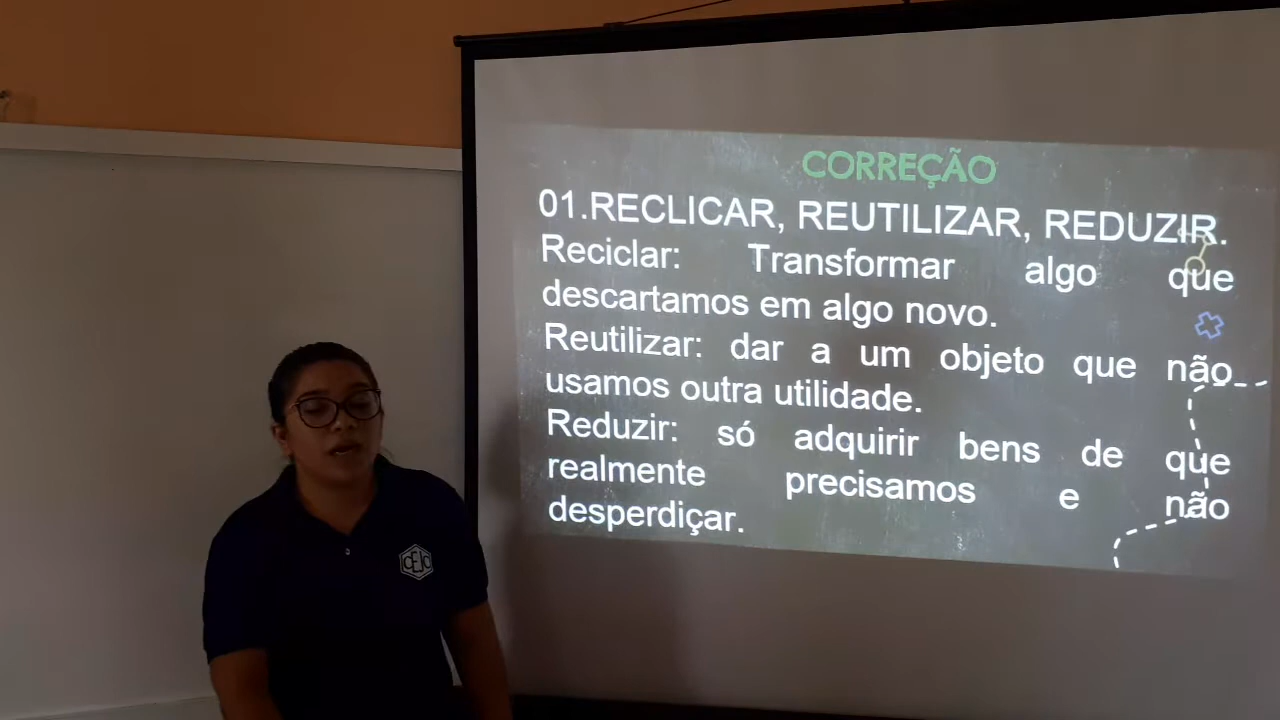 CORREÇÃO
01.RECLICAR, REUTILIZAR, REDUZIR.
Reciclar: Transformar algo que
descartamos em algo novo.
Reutilizar: dar a um objeto que não
usamos outra utilidade.
Reduzir: só adquirir bens de que
realmente precisamos e não
desperdiçar.
CEJC